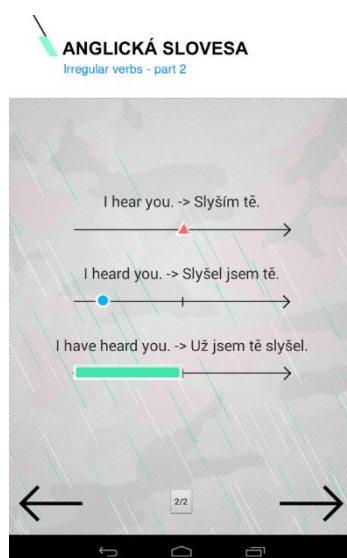 ANGLICKÁ SLOVESA
Irregular verbs - part 2
I hear you. -> Slyším tě.
I heard you. -> Slyšel jsem tě.
I have heard you. -> Už jsem tě slyšel.
2/2